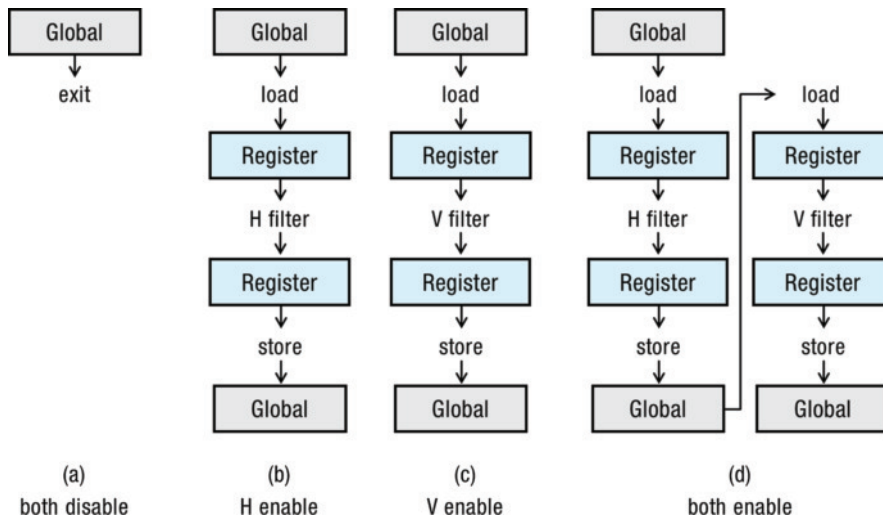 Global
exit
(a)
both disable
Global
load
Register
H filter
Register
store
Global
(b)
H enable
Global
load
Register
V filter
Register
store
Global
(c)
V enable
Global
load
Register
H filter
Register
store
Global
load
Register
V filter
Register
store
Global
(d)
both enable